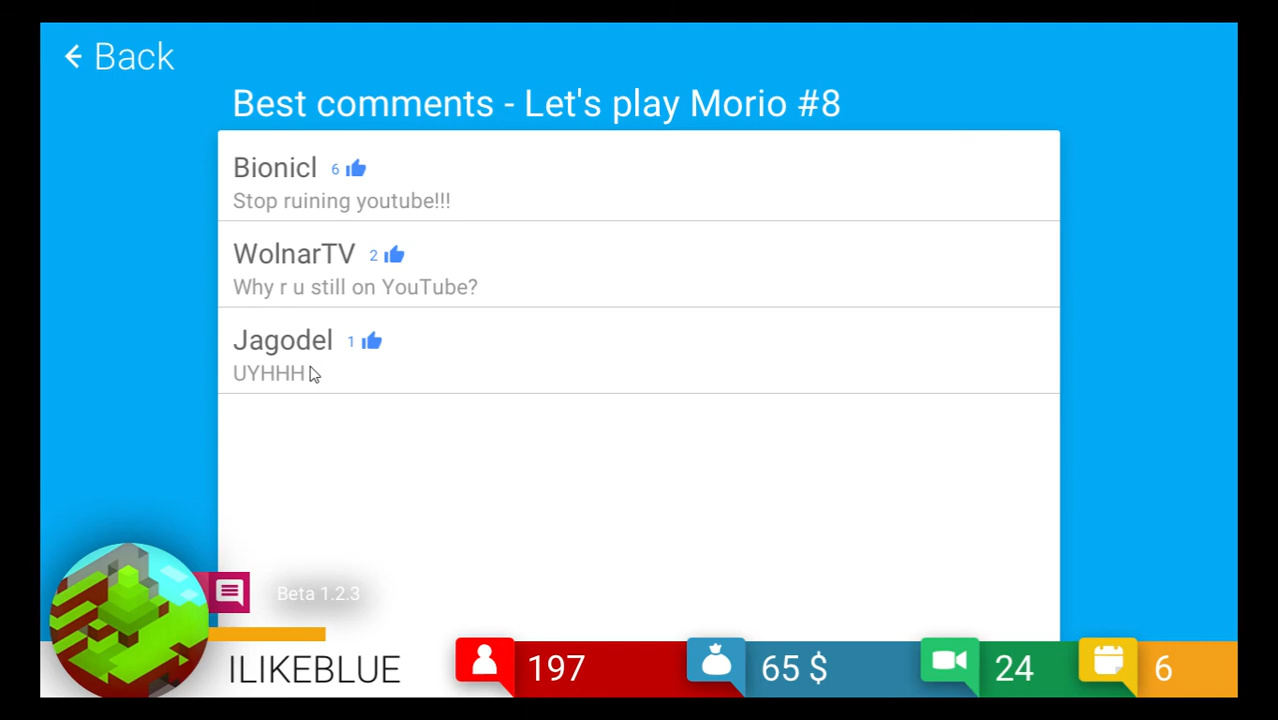 Back
Best comments - Let's play Morio #8
Bionicl 6
Stop ruining youtube!!!
WolnarTV 2
Why r u still on YouTube?
Jagodel 1
UYHHH
Beta 1.2.3
ILIKEBLUE 197 65 $ 24 6